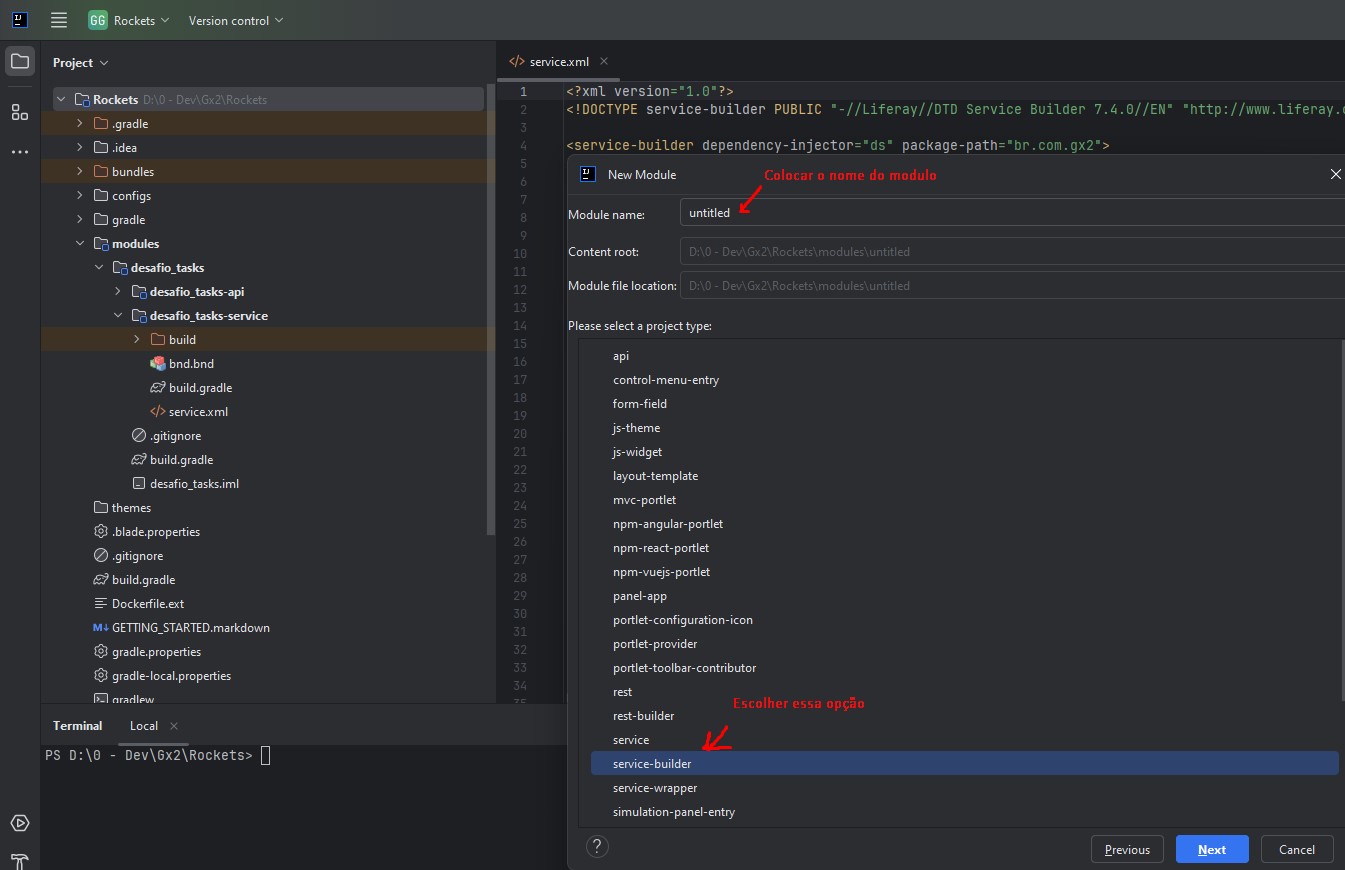 GG Rockets Version control
Project
Rockets D:\0 - Dev\Gx2\Rockets
.gradle
.idea
bundles
configs
gradle
modules
desafio_tasks
desafio_tasks-api
desafio_tasks-service
build
bnd.bnd
build.gradle
service.xml
.gitignore
build.gradle
desafio_tasks.iml
themes
.blade.properties
.gitignore
build.gradle
Dockerfile.ext
GETTING_STARTED.markdown
gradle.properties
gradle-local.properties
gradlew
service.xml
1 <?xml version="1.0"?>
2 <!DOCTYPE service-builder PUBLIC "-//Liferay//DTD Service Builder 7.4.0//EN" "http://www.liferay.
3
4 <service-builder dependency-injector="ds" package-path="br.com.gx2">
5
6
7
8
9
10
11
12
13
14
15
16
17
18
19
20
21
22
23
24
25
26
27
28
29
30
31
32
33
34
35
New Module
Colocar o nome do modulo
Module name: untitled
Content root: D:\0 - Dev\Gx2\Rockets\modules\untitled
Module file location: D:\0 - Dev\Gx2\Rockets\modules\untitled
Please select a project type:
api
control-menu-entry
form-field
js-theme
js-widget
layout-template
mvc-portlet
npm-angular-portlet
npm-react-portlet
npm-vuejs-portlet
panel-app
portlet-configuration-icon
portlet-provider
portlet-toolbar-contributor
rest
Escolher essa opção
rest-builder
service
service-builder
service-wrapper
simulation-panel-entry
? Previous Next Cancel
Terminal Local
PS D:\0 - Dev\Gx2\Rockets>